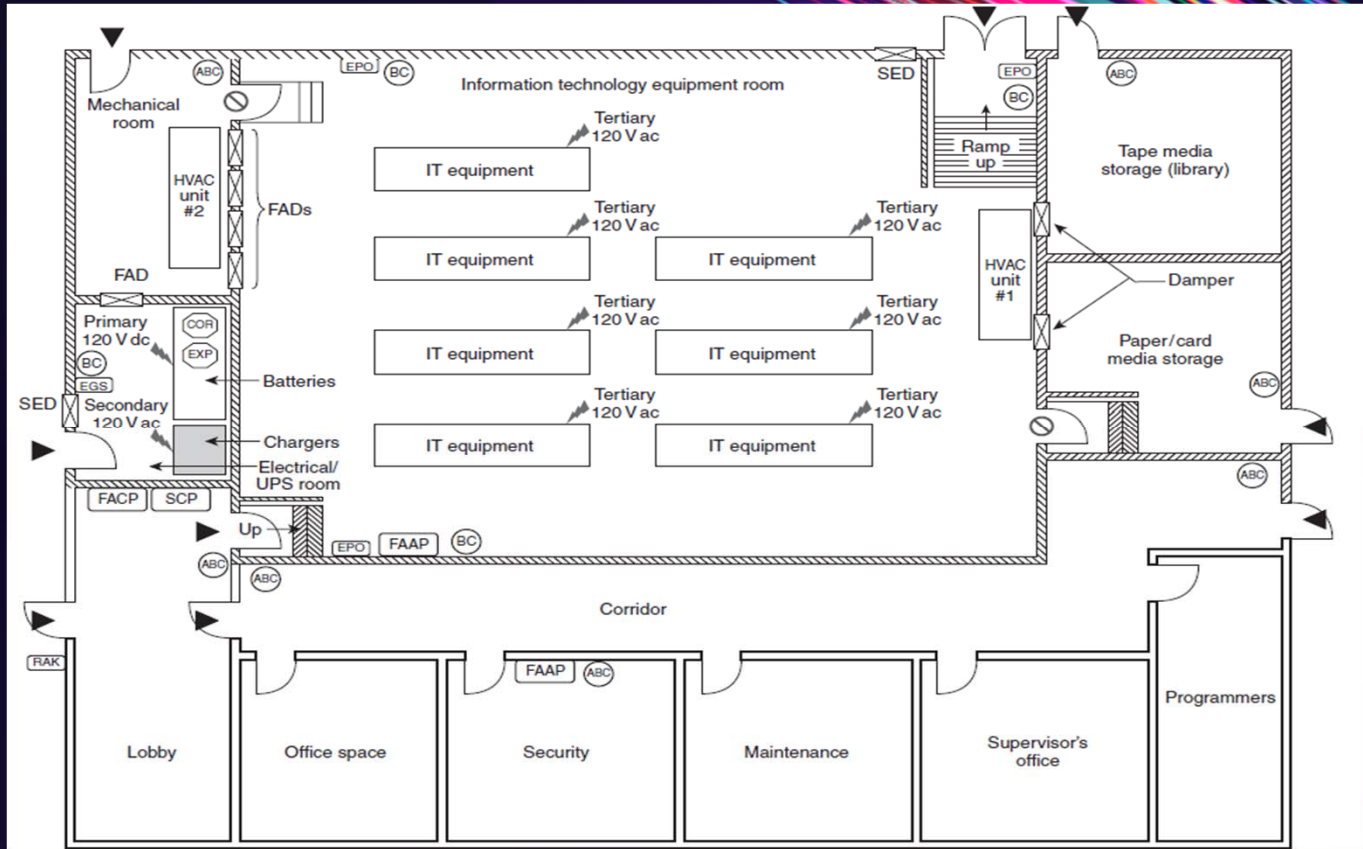 ABC
EPO
BC
SED
EPO
ABC
Mechanical
room
Information technology equipment room
BC
HVAC
unit
#2
FADs
Tertiary
120 V ac
IT equipment
Ramp
up
Tape media
storage (library)
Tertiary
120 V ac
IT equipment
Tertiary
120 V ac
IT equipment
HVAC
unit
#1
Damper
FAD
Primary
120 V dc
COR
EXP
BC
EGS
Batteries
Tertiary
120 V ac
IT equipment
Tertiary
120 V ac
IT equipment
Paper/card
media storage
ABC
SED
Secondary
120 V ac
Chargers
Electrical/
UPS room
Tertiary
120 V ac
IT equipment
Tertiary
120 V ac
IT equipment
ABC
FACP
SCP
Up
EPO
FAAP
BC
ABC
ABC
Corridor
RAK
FAAP
ABC
Lobby
Office space
Security
Maintenance
Supervisor's
office
Programmers